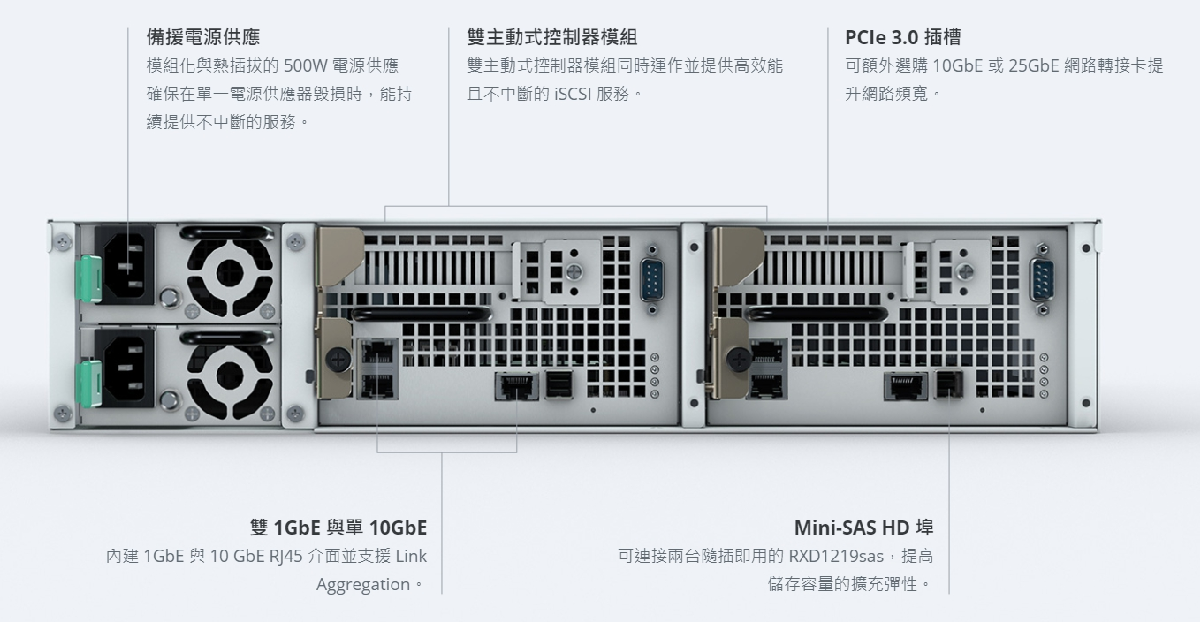 備援電源供應
模組化與熱插拔的 500W 電源供應
確保在單一電源供應器毀損時，能持
續提供不中斷的服務。
雙主動式控制器模組
雙主動式控制器模組同時運作並提供高效能
且不中斷的 iSCSI 服務。
PCIe 3.0 插槽
可額外選購 10GbE 或 25GbE 網路轉接卡提
升網路頻寬。
雙 1GbE 與單 10GbE
內建 1GbE 與 10 GbE RJ45 介面並支援 Link
Aggregation。
Mini-SAS HD 埠
可連接兩台隨插即用的 RXD1219sas，提高
儲存容量的擴充彈性。